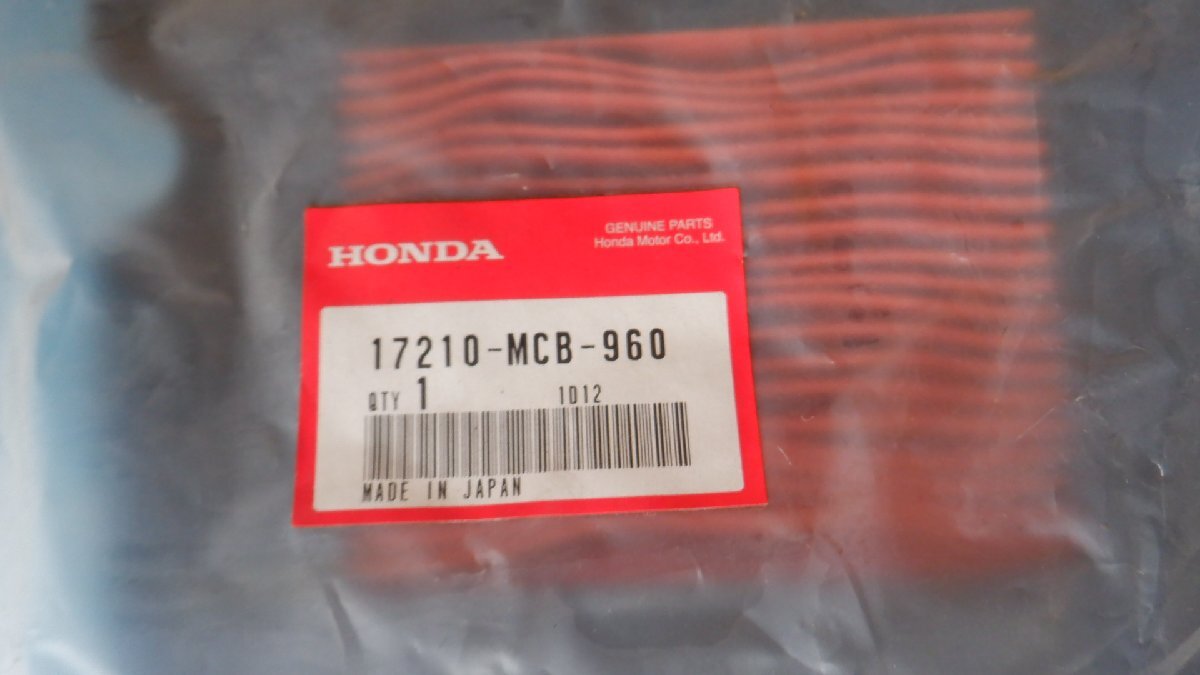 HONDA
GENUINE PARTS
Honda Motor Co., Ltd.
17210-MCB-960
QTY 1 1D12
MADE IN JAPAN